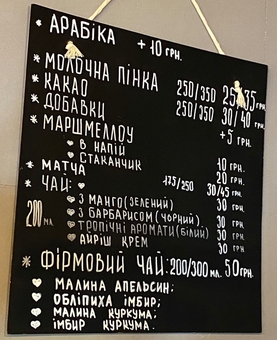 * АРАБІКА + 10 ГРН.
* МОЛОЧНА ПІНКА 250/350 25/35 ГРН.
* КАКАО 250/350 30/40 ГРН.
* ДОБАВКИ +5 ГРН.
* МАРШМЕЛЛОУ
♥ В НАПІЙ 10 ГРН.
♥ СТАКАНЧИК 20 ГРН.
* МАТЧА 175/250 30/45 ГРН.
* ЧАЙ:
200 МЛ.
♥ З МАНГО(ЗЕЛЕНИЙ) 30 ГРН
♥ З БАРБАРИСОМ(ЧОРНИЙ) 30 ГРН.
♥ ТРОПІЧНІ АРОМАТИ(БІЛИЙ) 30 ГРН
♥ АЙРІШ КРЕМ 30 ГРН
* ФІРМОВИЙ ЧАЙ: 200/300 МЛ. 50 ГРН.
♥ МАЛИНА АПЕЛЬСИН;
♥ ОБЛІПИХА ІМБИР;
♥ МАЛИНА КУРКУМА;
♥ ІМБИР КУРКУМА.